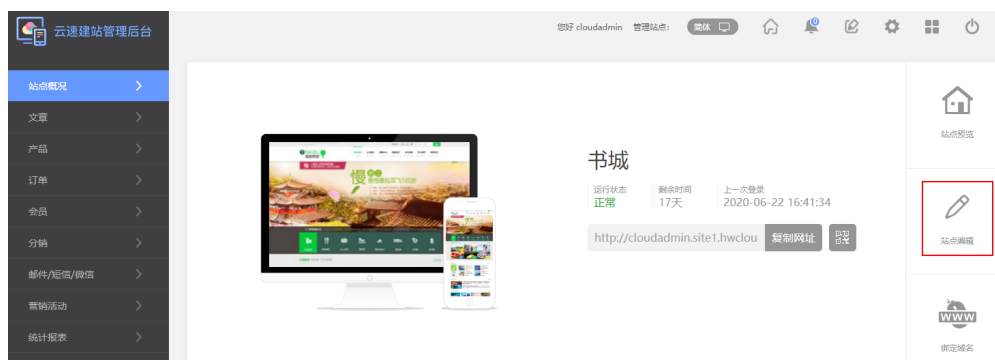 云速建站管理后台
您好 cloudadmin 管理站点: 简体
站点概况
文章
产品
订单
会员
分销
邮件/短信/微信
营销活动
统计报表
慢
书城
运行状态 剩余时间 上一次登录
正常 17天 2020-06-22 16:41:34
http://cloudadmin.site1.hwclou 复制网址
站点预览
站点编辑
WWW
绑定域名